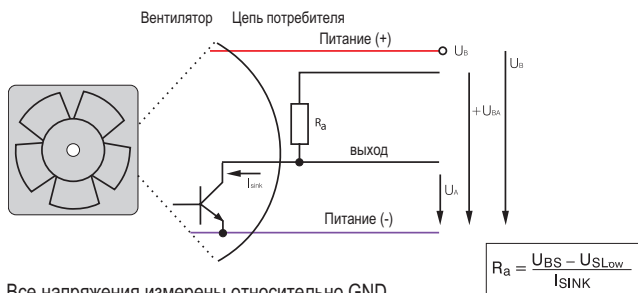 Вентилятор Цепь потребителя
Питание (+)
UB
UB
+UBA
Ra
выход
Isink
UA
Питание (-)
Ra = UBS – USLow / ISINK
Все напряжения измерены относительно GND